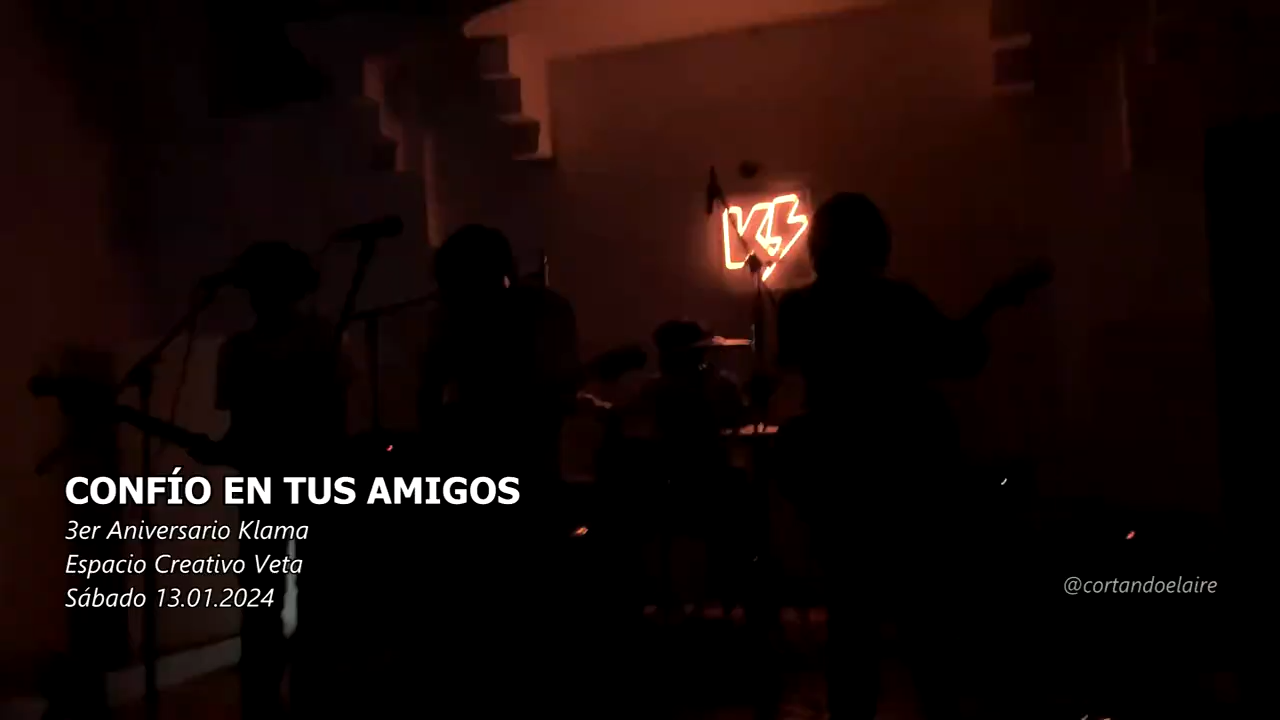 CONFÍO EN TUS AMIGOS
3er Aniversario Klama
Espacio Creativo Veta
Sábado 13.01.2024
@cortandoelaire